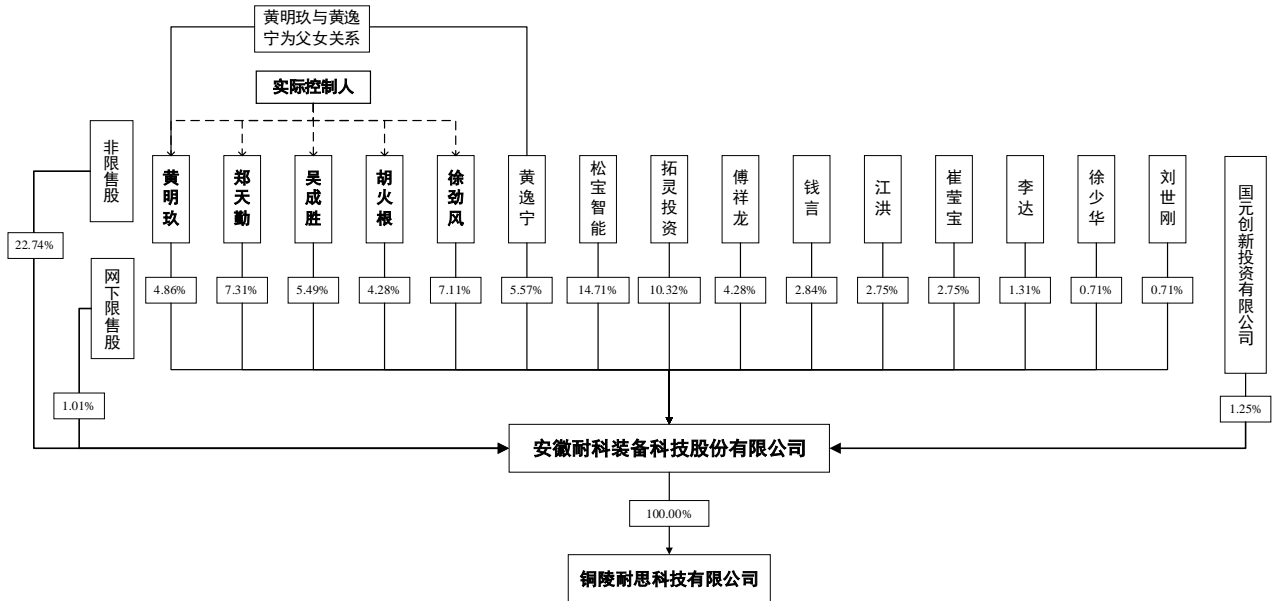 黄明玖与黄逸
宁为父女关系
实际控制人
非限售股
黄明玖
郑天勤
吴成胜
胡火根
徐劲风
黄逸宁
松宝智能
拓灵投资
傅祥龙
钱言
江洪
崔莹宝
李达
徐少华
刘世刚
国元创新投资有限公司
22.74%
网下限售股
4.86%
7.31%
5.49%
4.28%
7.11%
5.57%
14.71%
10.32%
4.28%
2.84%
2.75%
2.75%
1.31%
0.71%
0.71%
1.01%
1.25%
安徽耐科装备科技股份有限公司
100.00%
铜陵耐思科技有限公司